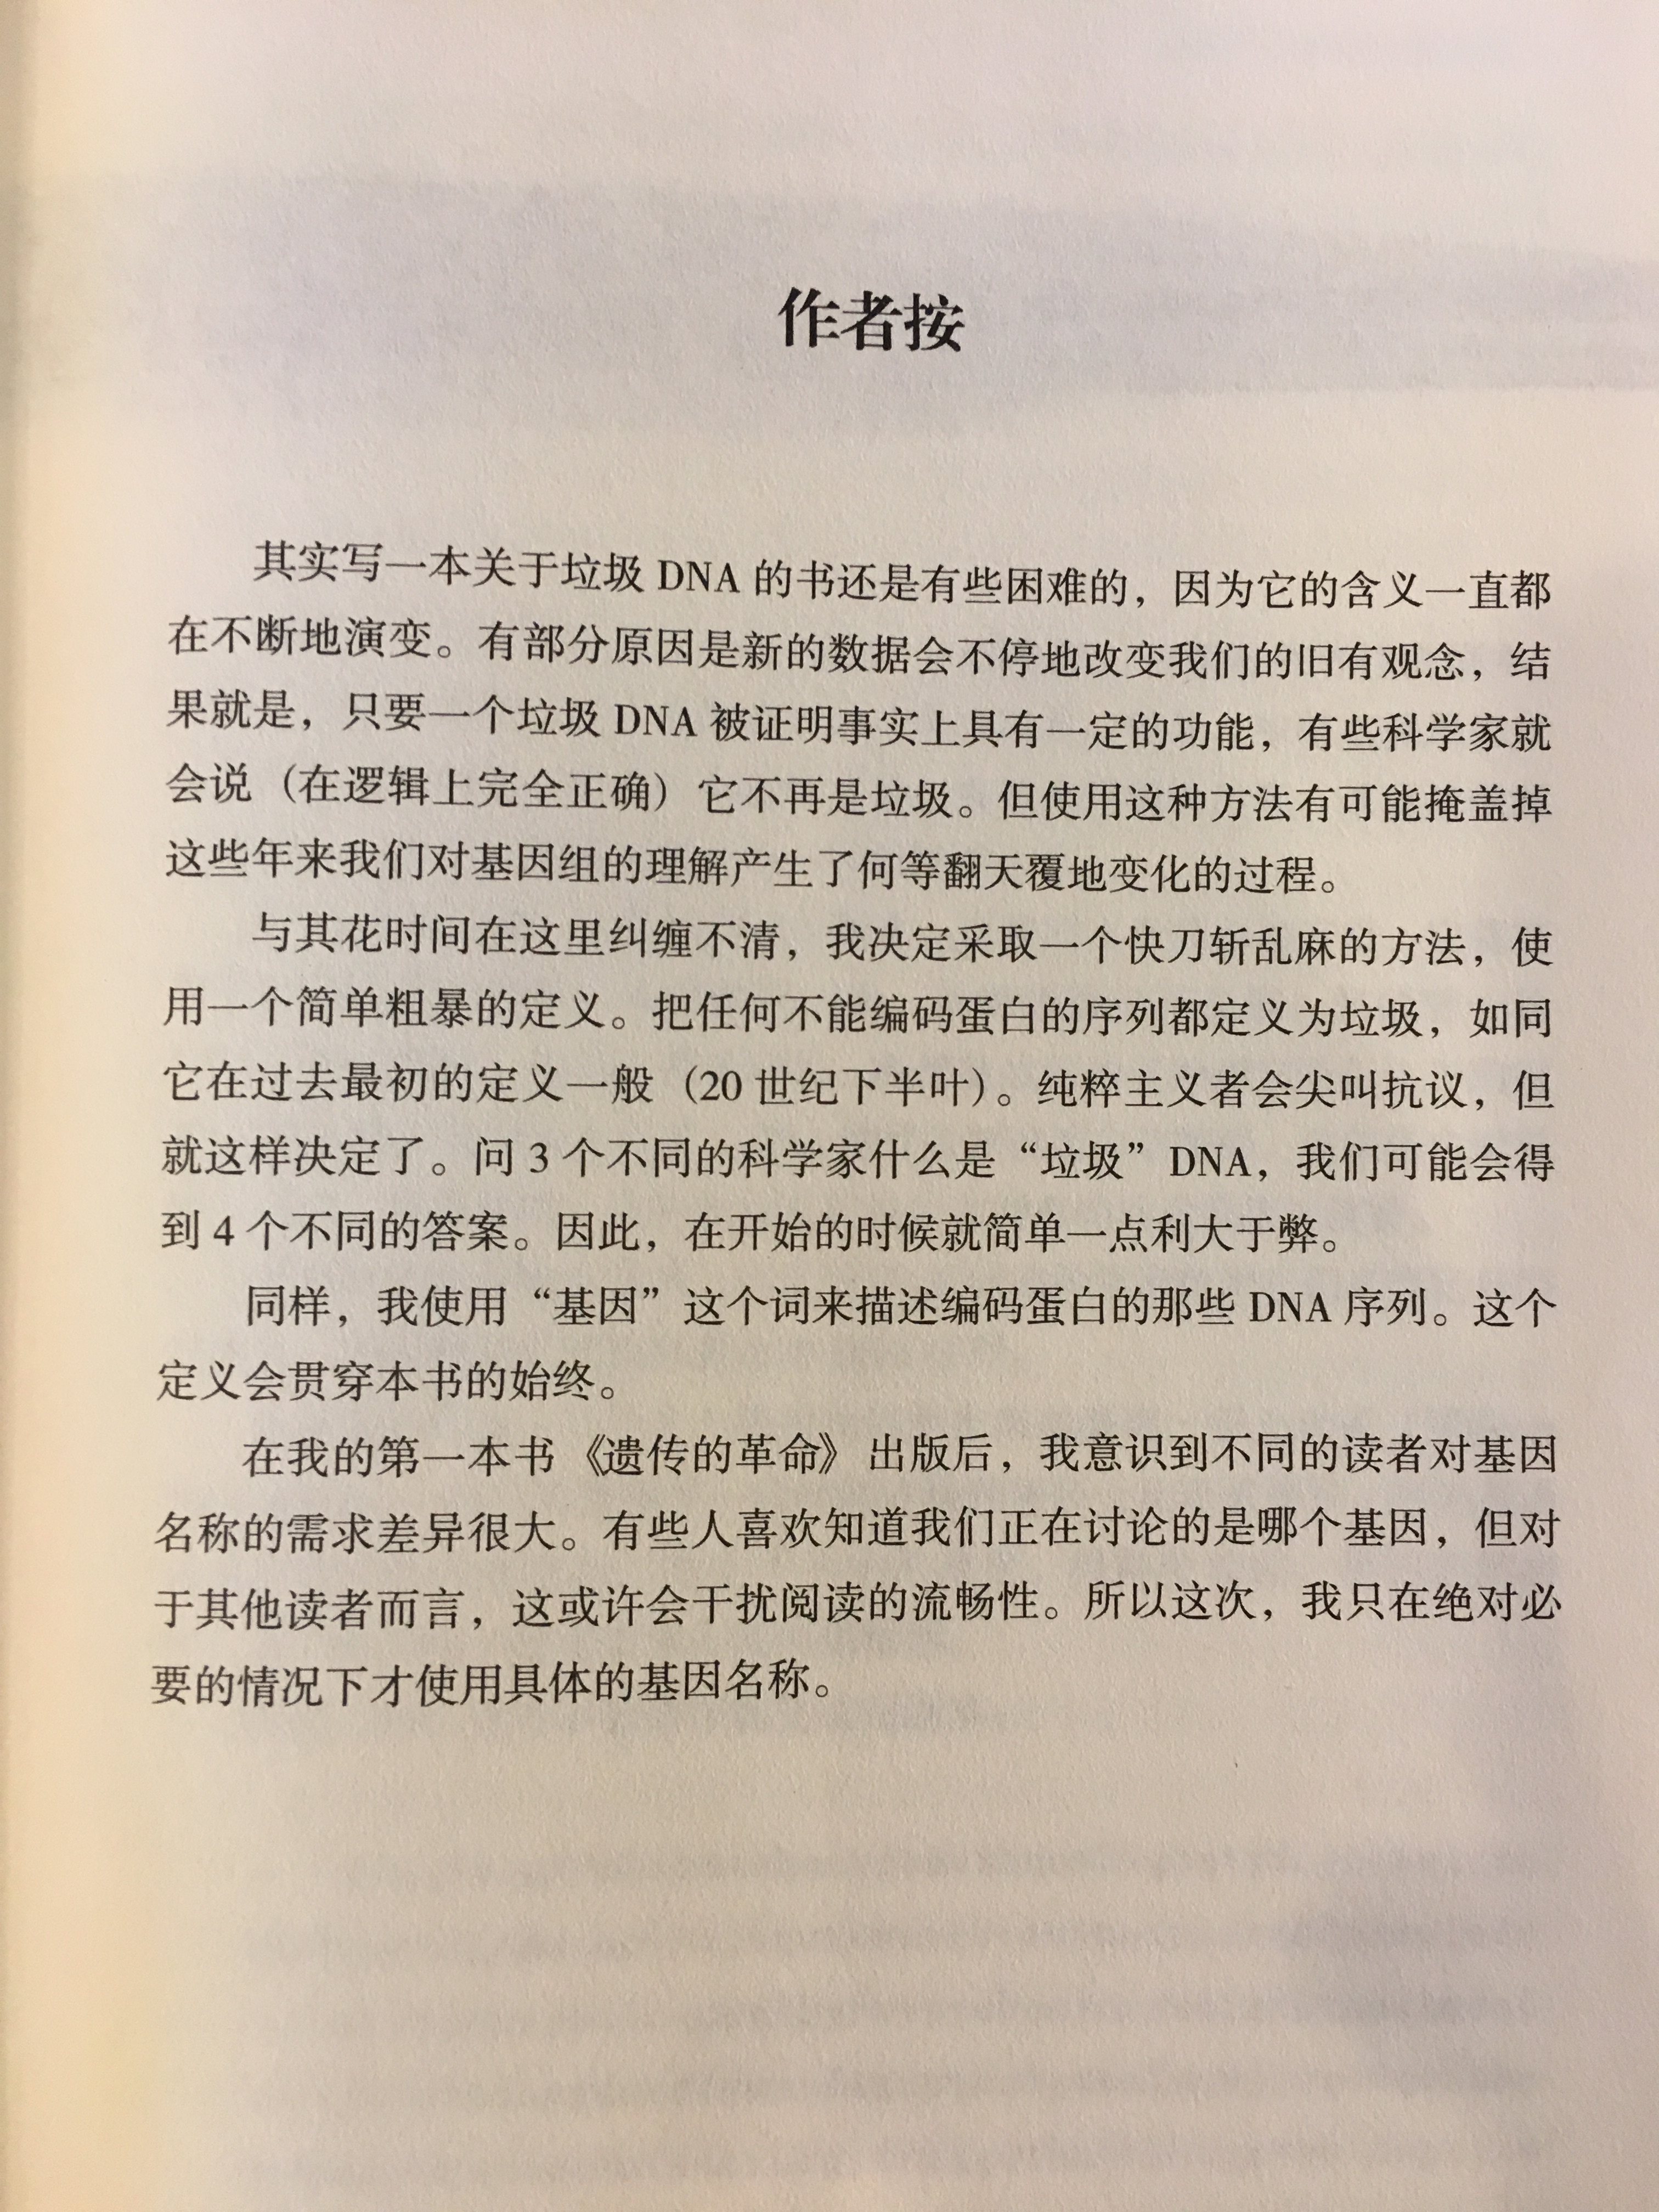 作者按
其实写一本关于垃圾 DNA 的书还是有些困难的，因为它的含义一直都
在不断地演变。有部分原因是新的数据会不停地改变我们的旧有观念，结
果就是，只要一个垃圾 DNA 被证明事实上具有一定的功能，有些科学家就
会说（在逻辑上完全正确）它不再是垃圾。但使用这种方法有可能掩盖掉
这些年来我们对基因组的理解产生了何等翻天覆地变化的过程。
与其花时间在这里纠缠不清，我决定采取一个快刀斩乱麻的方法，使
用一个简单粗暴的定义。把任何不能编码蛋白的序列都定义为垃圾，如同
它在过去最初的定义一般（20 世纪下半叶）。纯粹主义者会尖叫抗议，但
就这样决定了。问 3 个不同的科学家什么是“垃圾”DNA，我们可能会得
到 4 个不同的答案。因此，在开始的时候就简单一点利大于弊。
同样，我使用“基因”这个词来描述编码蛋白的那些 DNA 序列。这个
定义会贯穿本书的始终。
在我的第一本书《遗传的革命》出版后，我意识到不同的读者对基因
名称的需求差异很大。有些人喜欢知道我们正在讨论的是哪个基因，但对
于其他读者而言，这或许会干扰阅读的流畅性。所以这次，我只在绝对必
要的情况下才使用具体的基因名称。